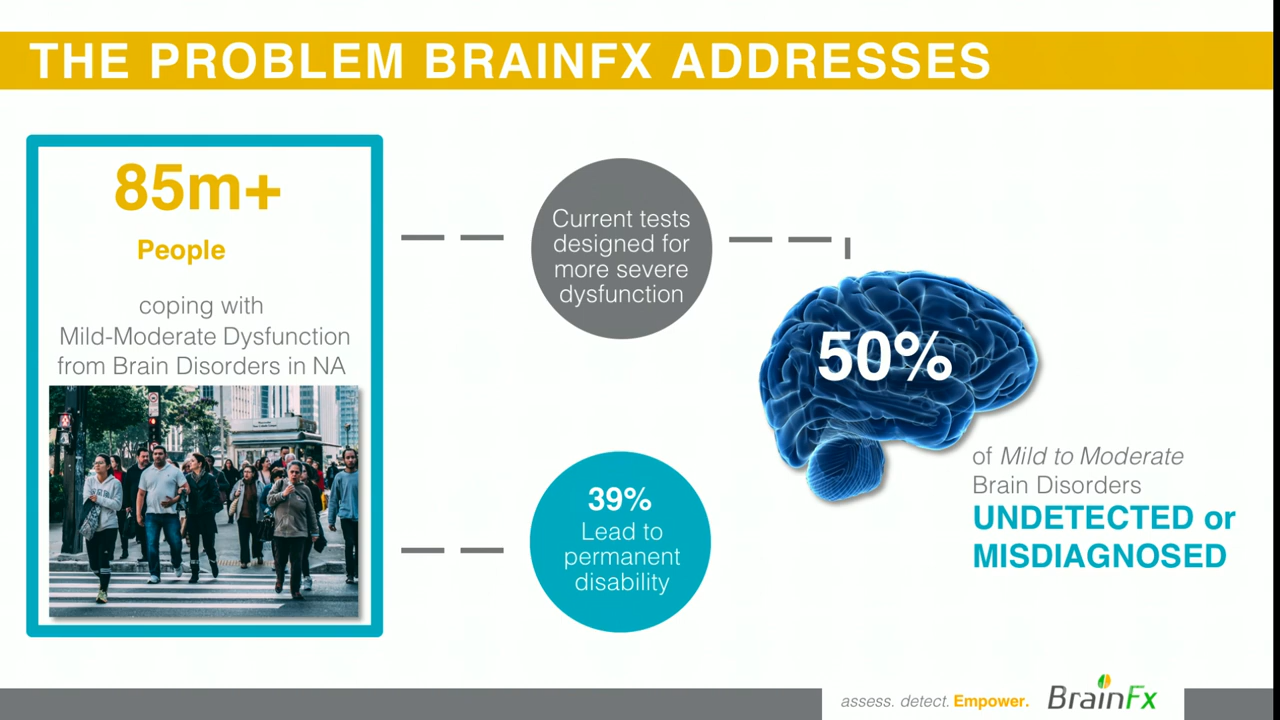 THE PROBLEM BRAINFX ADDRESSES
85m+
People
coping with
Mild-Moderate Dysfunction
from Brain Disorders in NA
Current tests
designed for
more severe
dysfunction
39%
Lead to
permanent
disability
50%
of Mild to Moderate
Brain Disorders
UNDETECTED or
MISDIAGNOSED
assess. detect. Empower.
BrainFx